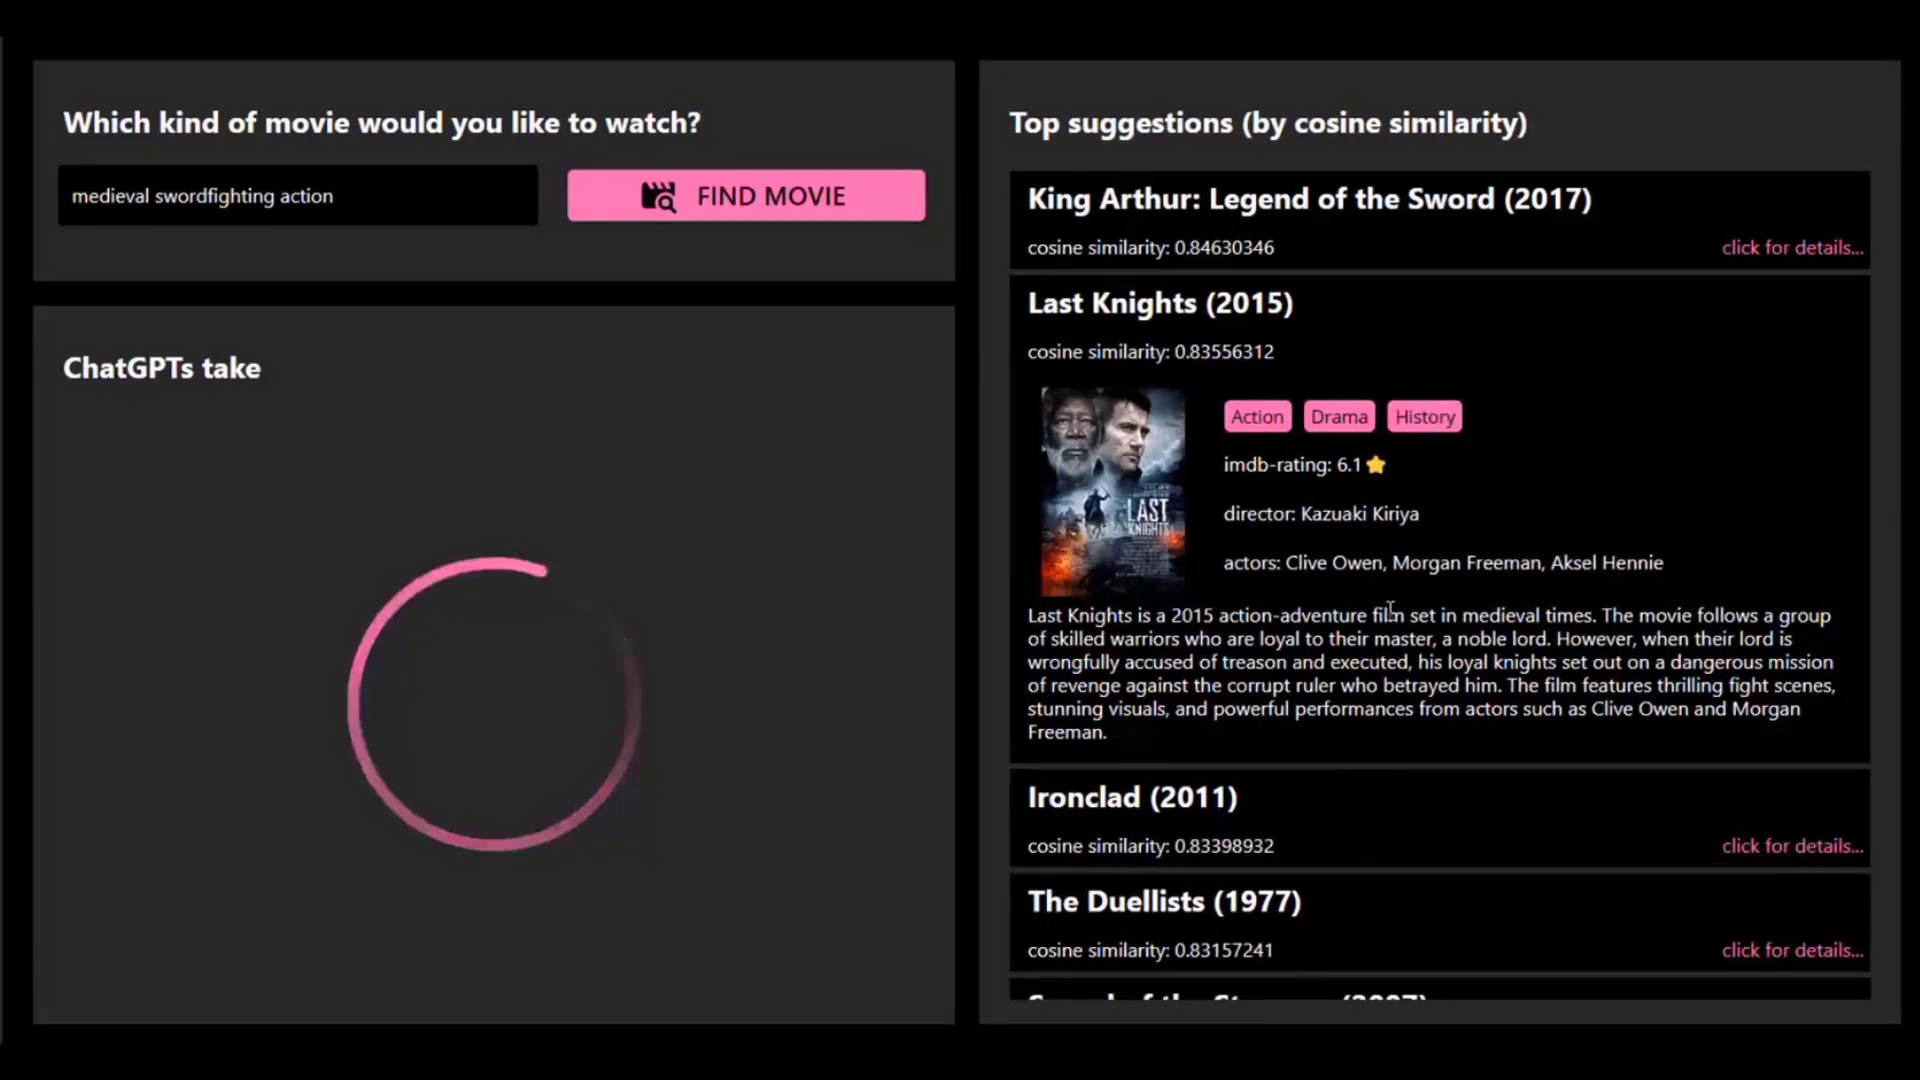 Which kind of movie would you like to watch?
medieval swordfighting action
FIND MOVIE
ChatGPTs take
Top suggestions (by cosine similarity)
King Arthur: Legend of the Sword (2017)
cosine similarity: 0.84630346
click for details...
Last Knights (2015)
cosine similarity: 0.83556312
LAST
KNIGHTS
Action
Drama
History
imdb-rating: 6.1
director: Kazuaki Kiriya
actors: Clive Owen, Morgan Freeman, Aksel Hennie
Last Knights is a 2015 action-adventure film set in medieval times. The movie follows a group
of skilled warriors who are loyal to their master, a noble lord. However, when their lord is
wrongfully accused of treason and executed, his loyal knights set out on a dangerous mission
of revenge against the corrupt ruler who betrayed him. The film features thrilling fight scenes,
stunning visuals, and powerful performances from actors such as Clive Owen and Morgan
Freeman.
Ironclad (2011)
cosine similarity: 0.83398932
click for details...
The Duellists (1977)
cosine similarity: 0.83157241
click for details...